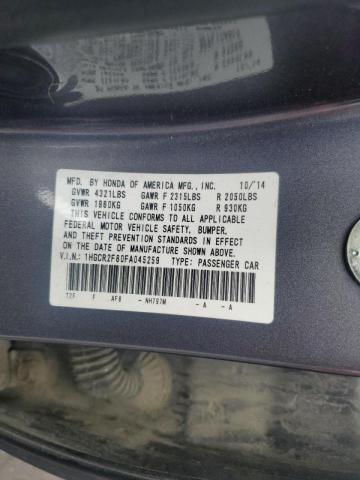 MFD. BY HONDA OF AMERICA MFG., INC. 10/'14
GVWR 4321LBS GAWR F 2315LBS R 2050LBS
GVWR 1960KG GAWR F 1050KG R 930KG
THIS VEHICLE CONFORMS TO ALL APPLICABLE
FEDERAL MOTOR VEHICLE SAFETY, BUMPER,
AND THEFT PREVENTION STANDARDS IN EFFECT
ON THE DATE OF MANUFACTURE SHOWN ABOVE.
V.I.N.: 1HGCR2F80FA045259 TYPE: PASSENGER CAR
T2F F AFB - NH797M - A - A